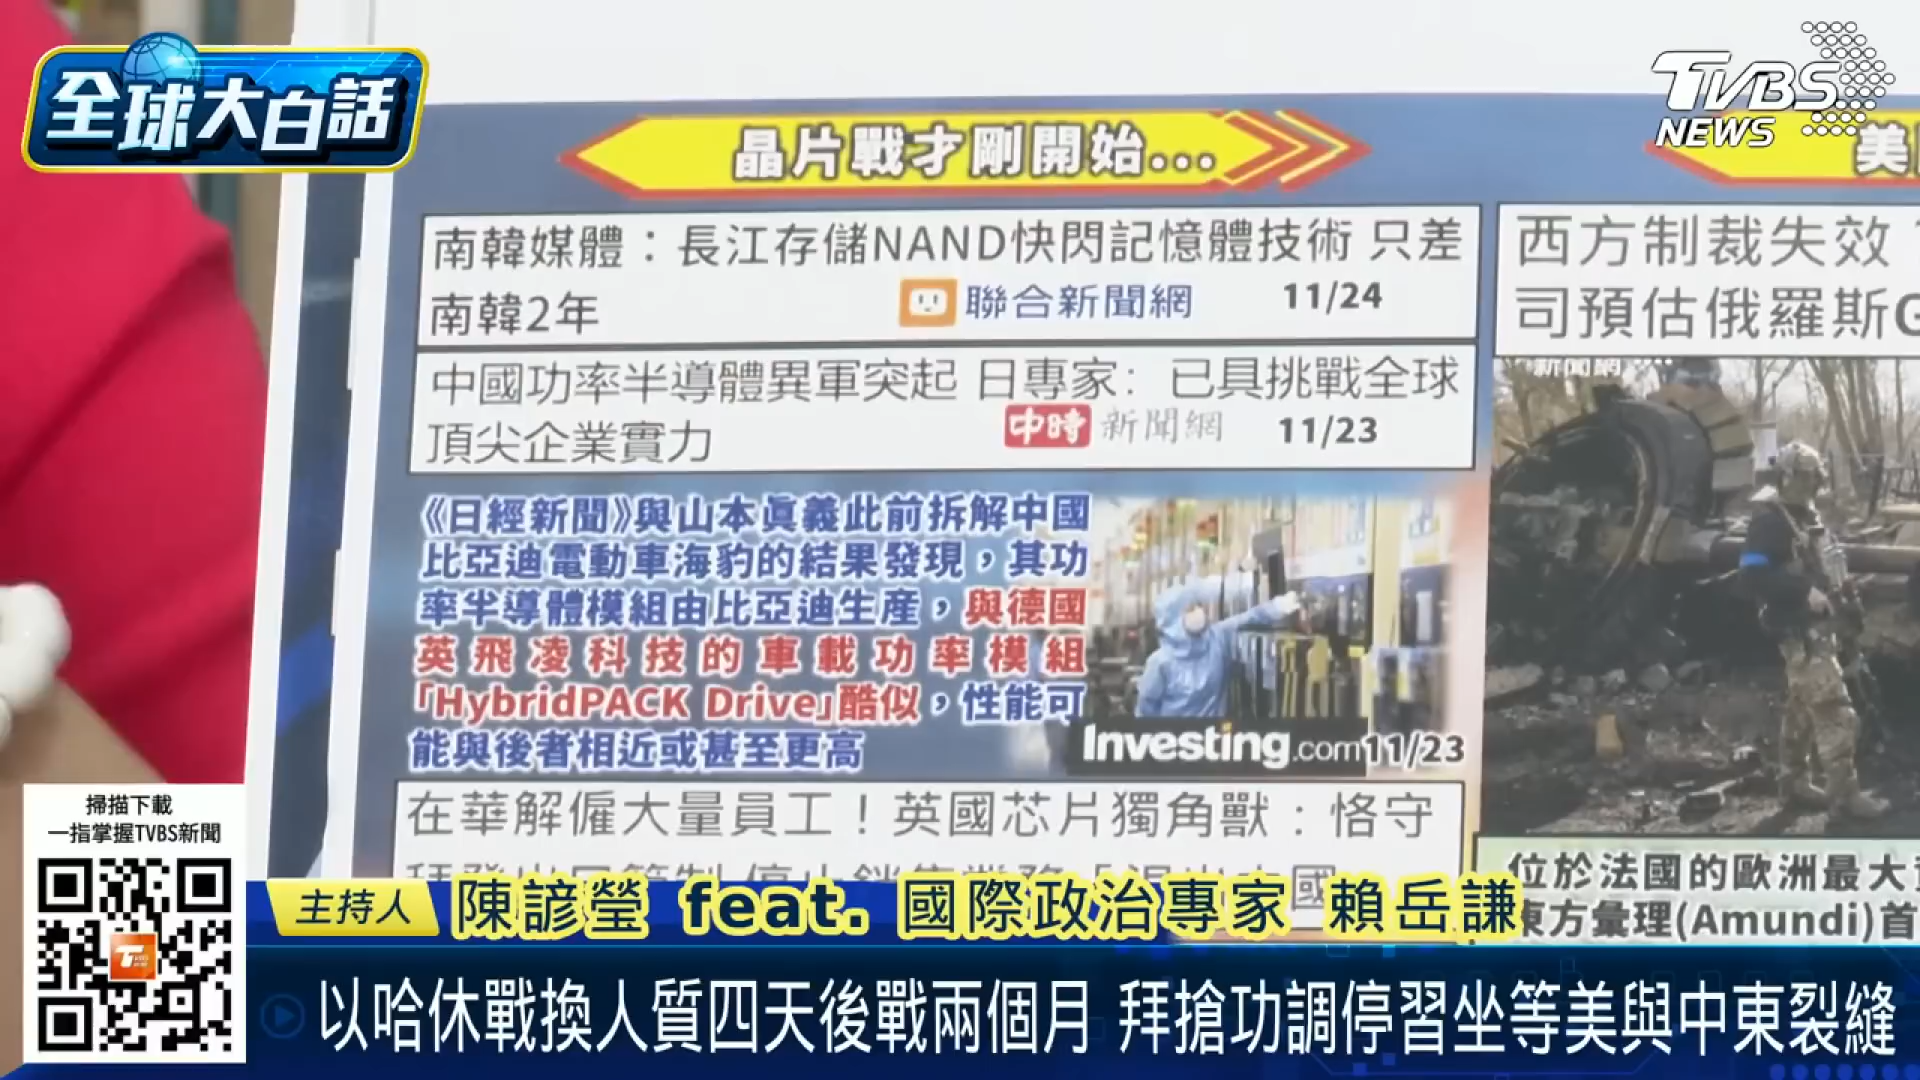 全球大白話
TVBS
NEWS
晶片戰才剛開始...
美
南韓媒體：長江存儲NAND快閃記憶體技術 只差
南韓2年
聯合新聞網 11/24
中國功率半導體異軍突起 日專家：已具挑戰全球
頂尖企業實力
中時 新聞網 11/23
《日經新聞》與山本真義此前拆解中國
比亞迪電動車海豹的結果發現，其功
率半導體模組由比亞迪生產，與德國
英飛凌科技的車載功率模組
「HybridPACK Drive」酷似，性能可
能與後者相近或甚至更高
Investing.com 11/23
在華解僱大量員工！英國芯片獨角獸：恪守
西方制裁失效
司預估俄羅斯G
新聞網
位於法國的歐洲最大
東方彙理(Amundi)首
掃描下載
一指掌握TVBS新聞
主持人 陳諺瑩 feat. 國際政治專家 賴岳謙
以哈休戰換人質四天後戰兩個月 拜搶功調停習坐等美與中東裂縫